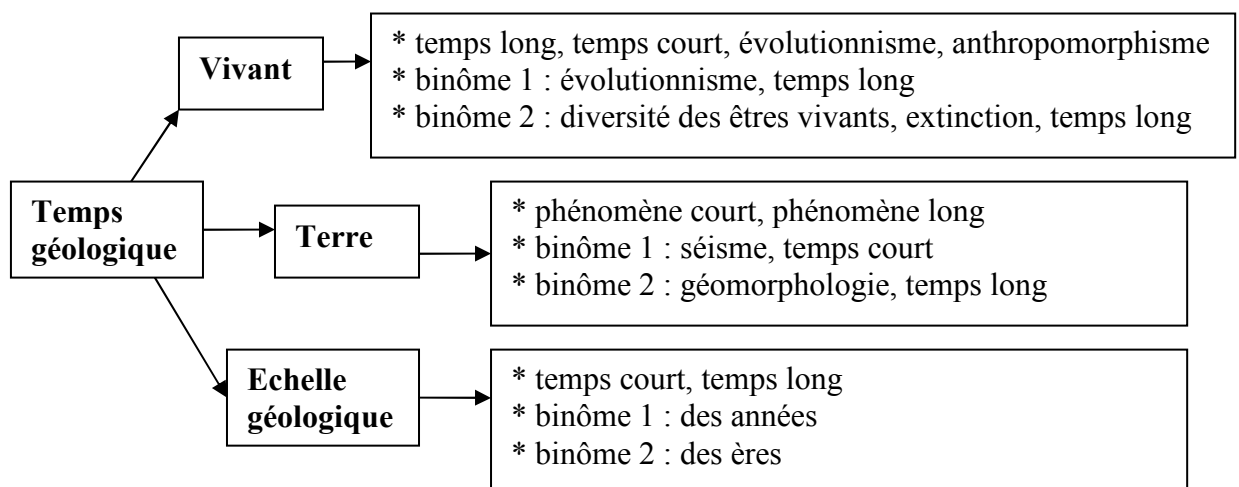 Vivant
* temps long, temps court, évolutionnisme, anthropomorphisme
* binôme 1 : évolutionnisme, temps long
* binôme 2 : diversité des êtres vivants, extinction, temps long
Temps
géologique
Terre
* phénomène court, phénomène long
* binôme 1 : séisme, temps court
* binôme 2 : géomorphologie, temps long
Echelle
géologique
* temps court, temps long
* binôme 1 : des années
* binôme 2 : des ères